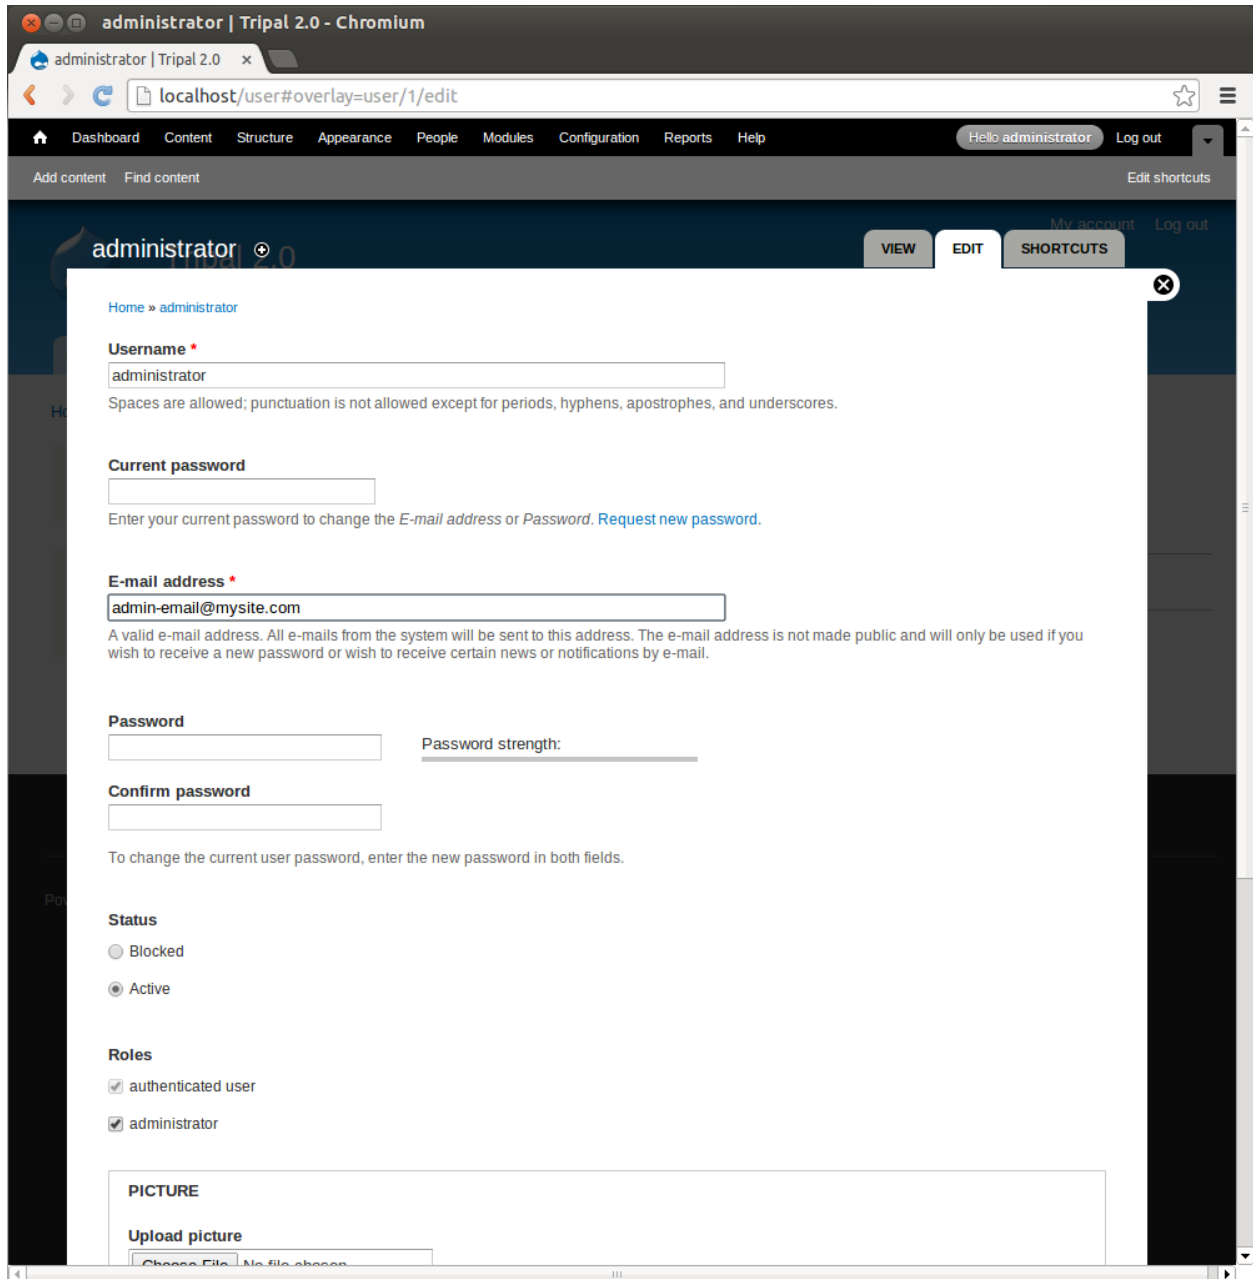 administrator | Tripal 2.0 - Chromium
administrator | Tripal 2.0 ×
localhost/user#overlay=user/1/edit
Dashboard Content Structure Appearance People Modules Configuration Reports Help Hello administrator Log out
Add content Find content Edit shortcuts
My account Log out
Tripal 2.0
administrator VIEW EDIT SHORTCUTS
Home » administrator
Username *
administrator
Spaces are allowed; punctuation is not allowed except for periods, hyphens, apostrophes, and underscores.
Current password
Enter your current password to change the E-mail address or Password. Request new password.
E-mail address *
admin-email@mysite.com
A valid e-mail address. All e-mails from the system will be sent to this address. The e-mail address is not made public and will only be used if you
wish to receive a new password or wish to receive certain news or notifications by e-mail.
Password
Password strength:
Confirm password
To change the current user password, enter the new password in both fields.
Status
Blocked
Active
Roles
authenticated user
administrator
PICTURE
Upload picture
Choose File No file chosen